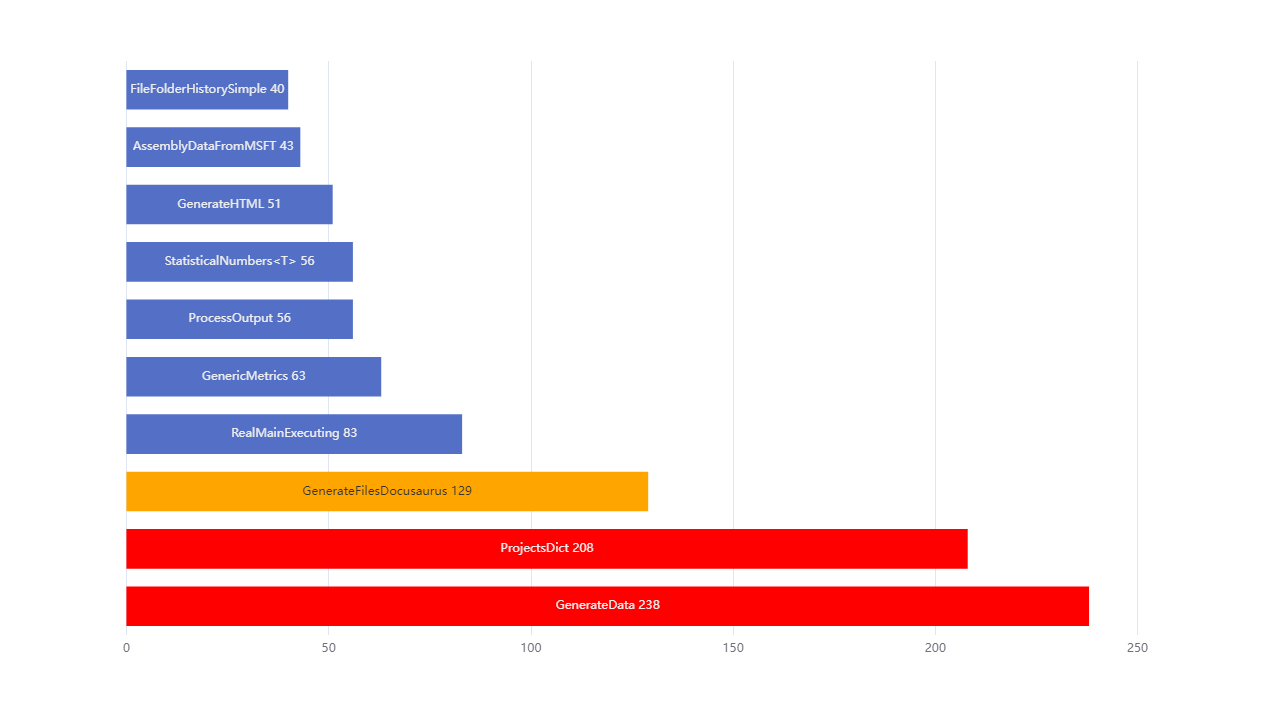 FileFolderHistorySimple 40
AssemblyDataFromMSFT 43
GenerateHTML 51
StatisticalNumbers<T> 56
ProcessOutput 56
GenericMetrics 63
RealMainExecuting 83
GenerateFilesDocusaurus 129
ProjectsDict 208
GenerateData 238
0 50 100 150 200 250